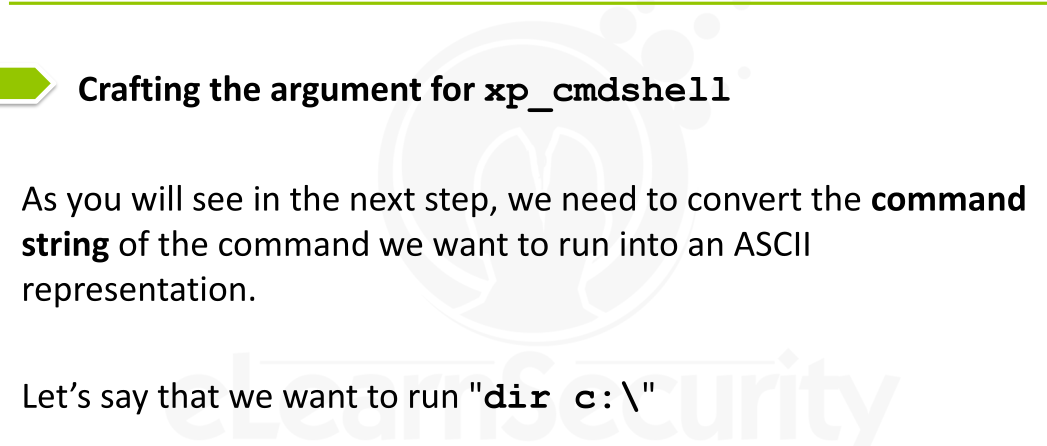 Crafting the argument for xp_cmdshell
As you will see in the next step, we need to convert the command
string of the command we want to run into an ASCII
representation.
Let’s say that we want to run "dir c:\"
eLearnSecurity